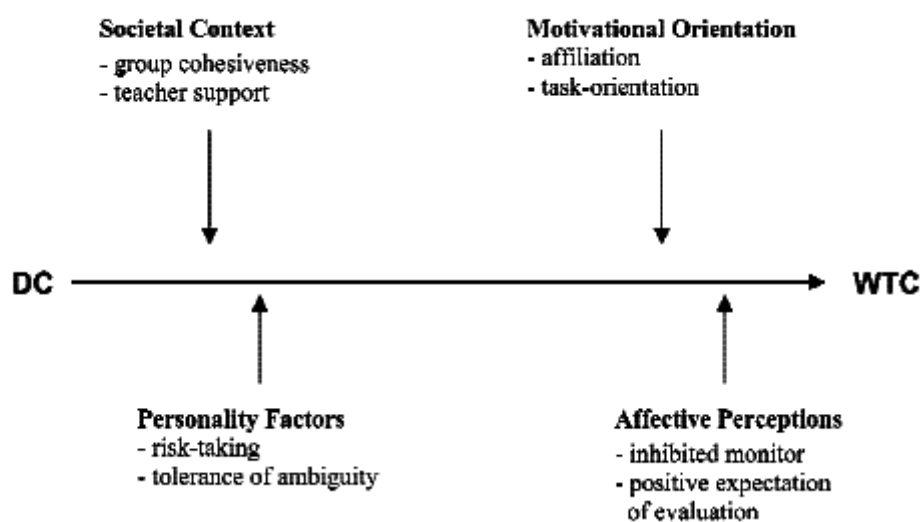 Societal Context
- group cohesiveness
- teacher support
Motivational Orientation
- affiliation
- task-orientation
DC
WTC
Personality Factors
- risk-taking
- tolerance of ambiguity
Affective Perceptions
- inhibited monitor
- positive expectation
of evaluation